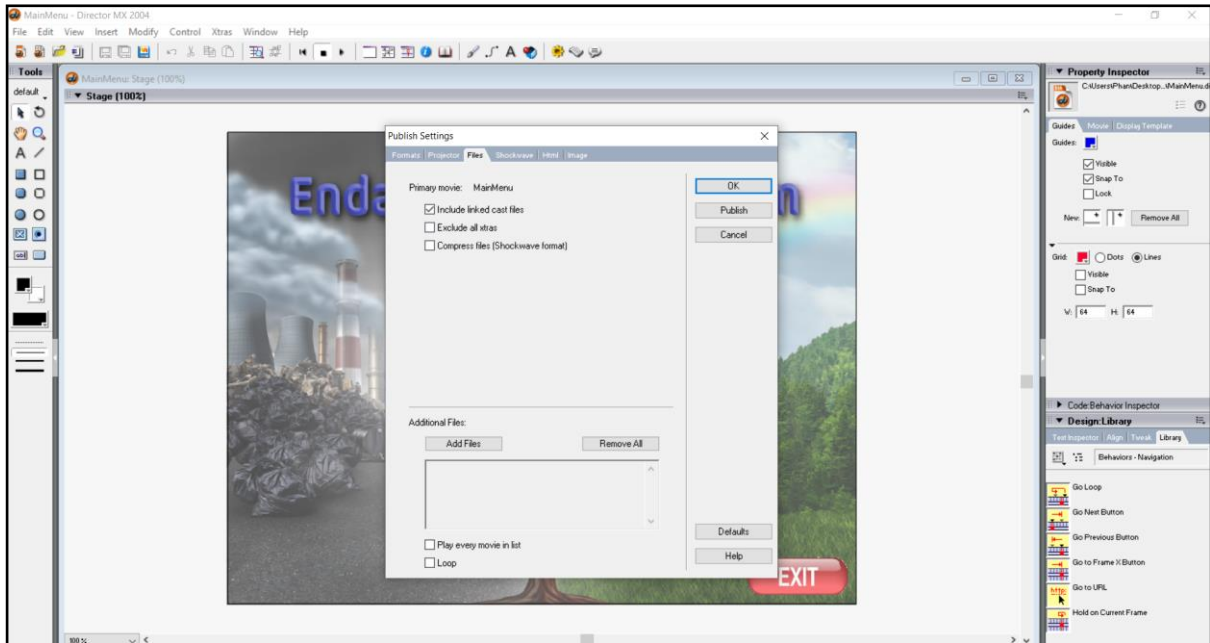 MainMenu - Director MX 2004
File Edit View Insert Modify Control Xtras Window Help
Tools
default
MainMenu: Stage (100%)
Stage (100%)
Enda
n
EXIT
100 %
Publish Settings
Formats Projector Files Shockwave Html Image
Primary movie: MainMenu
Include linked cast files
Exclude all xtras
Compress files (Shockwave format)
OK
Publish
Cancel
Additional Files:
Add Files Remove All
Play every movie in list
Loop
Defaults
Help
Property Inspector
C:\Users\Pham\Desktop...\MainMenu.di
Guides Movie Display Template
Guides:
Visible
Snap To
Lock
New: Remove All
Grid: Dots Lines
Visible
Snap To
W: 64 H: 64
Code:Behavior Inspector
Design:Library
Text Inspector Align Tweak Library
Behaviors - Navigation
Go Loop
Go Next Button
Go Previous Button
Go to Frame X Button
Go to URL
Hold on Current Frame